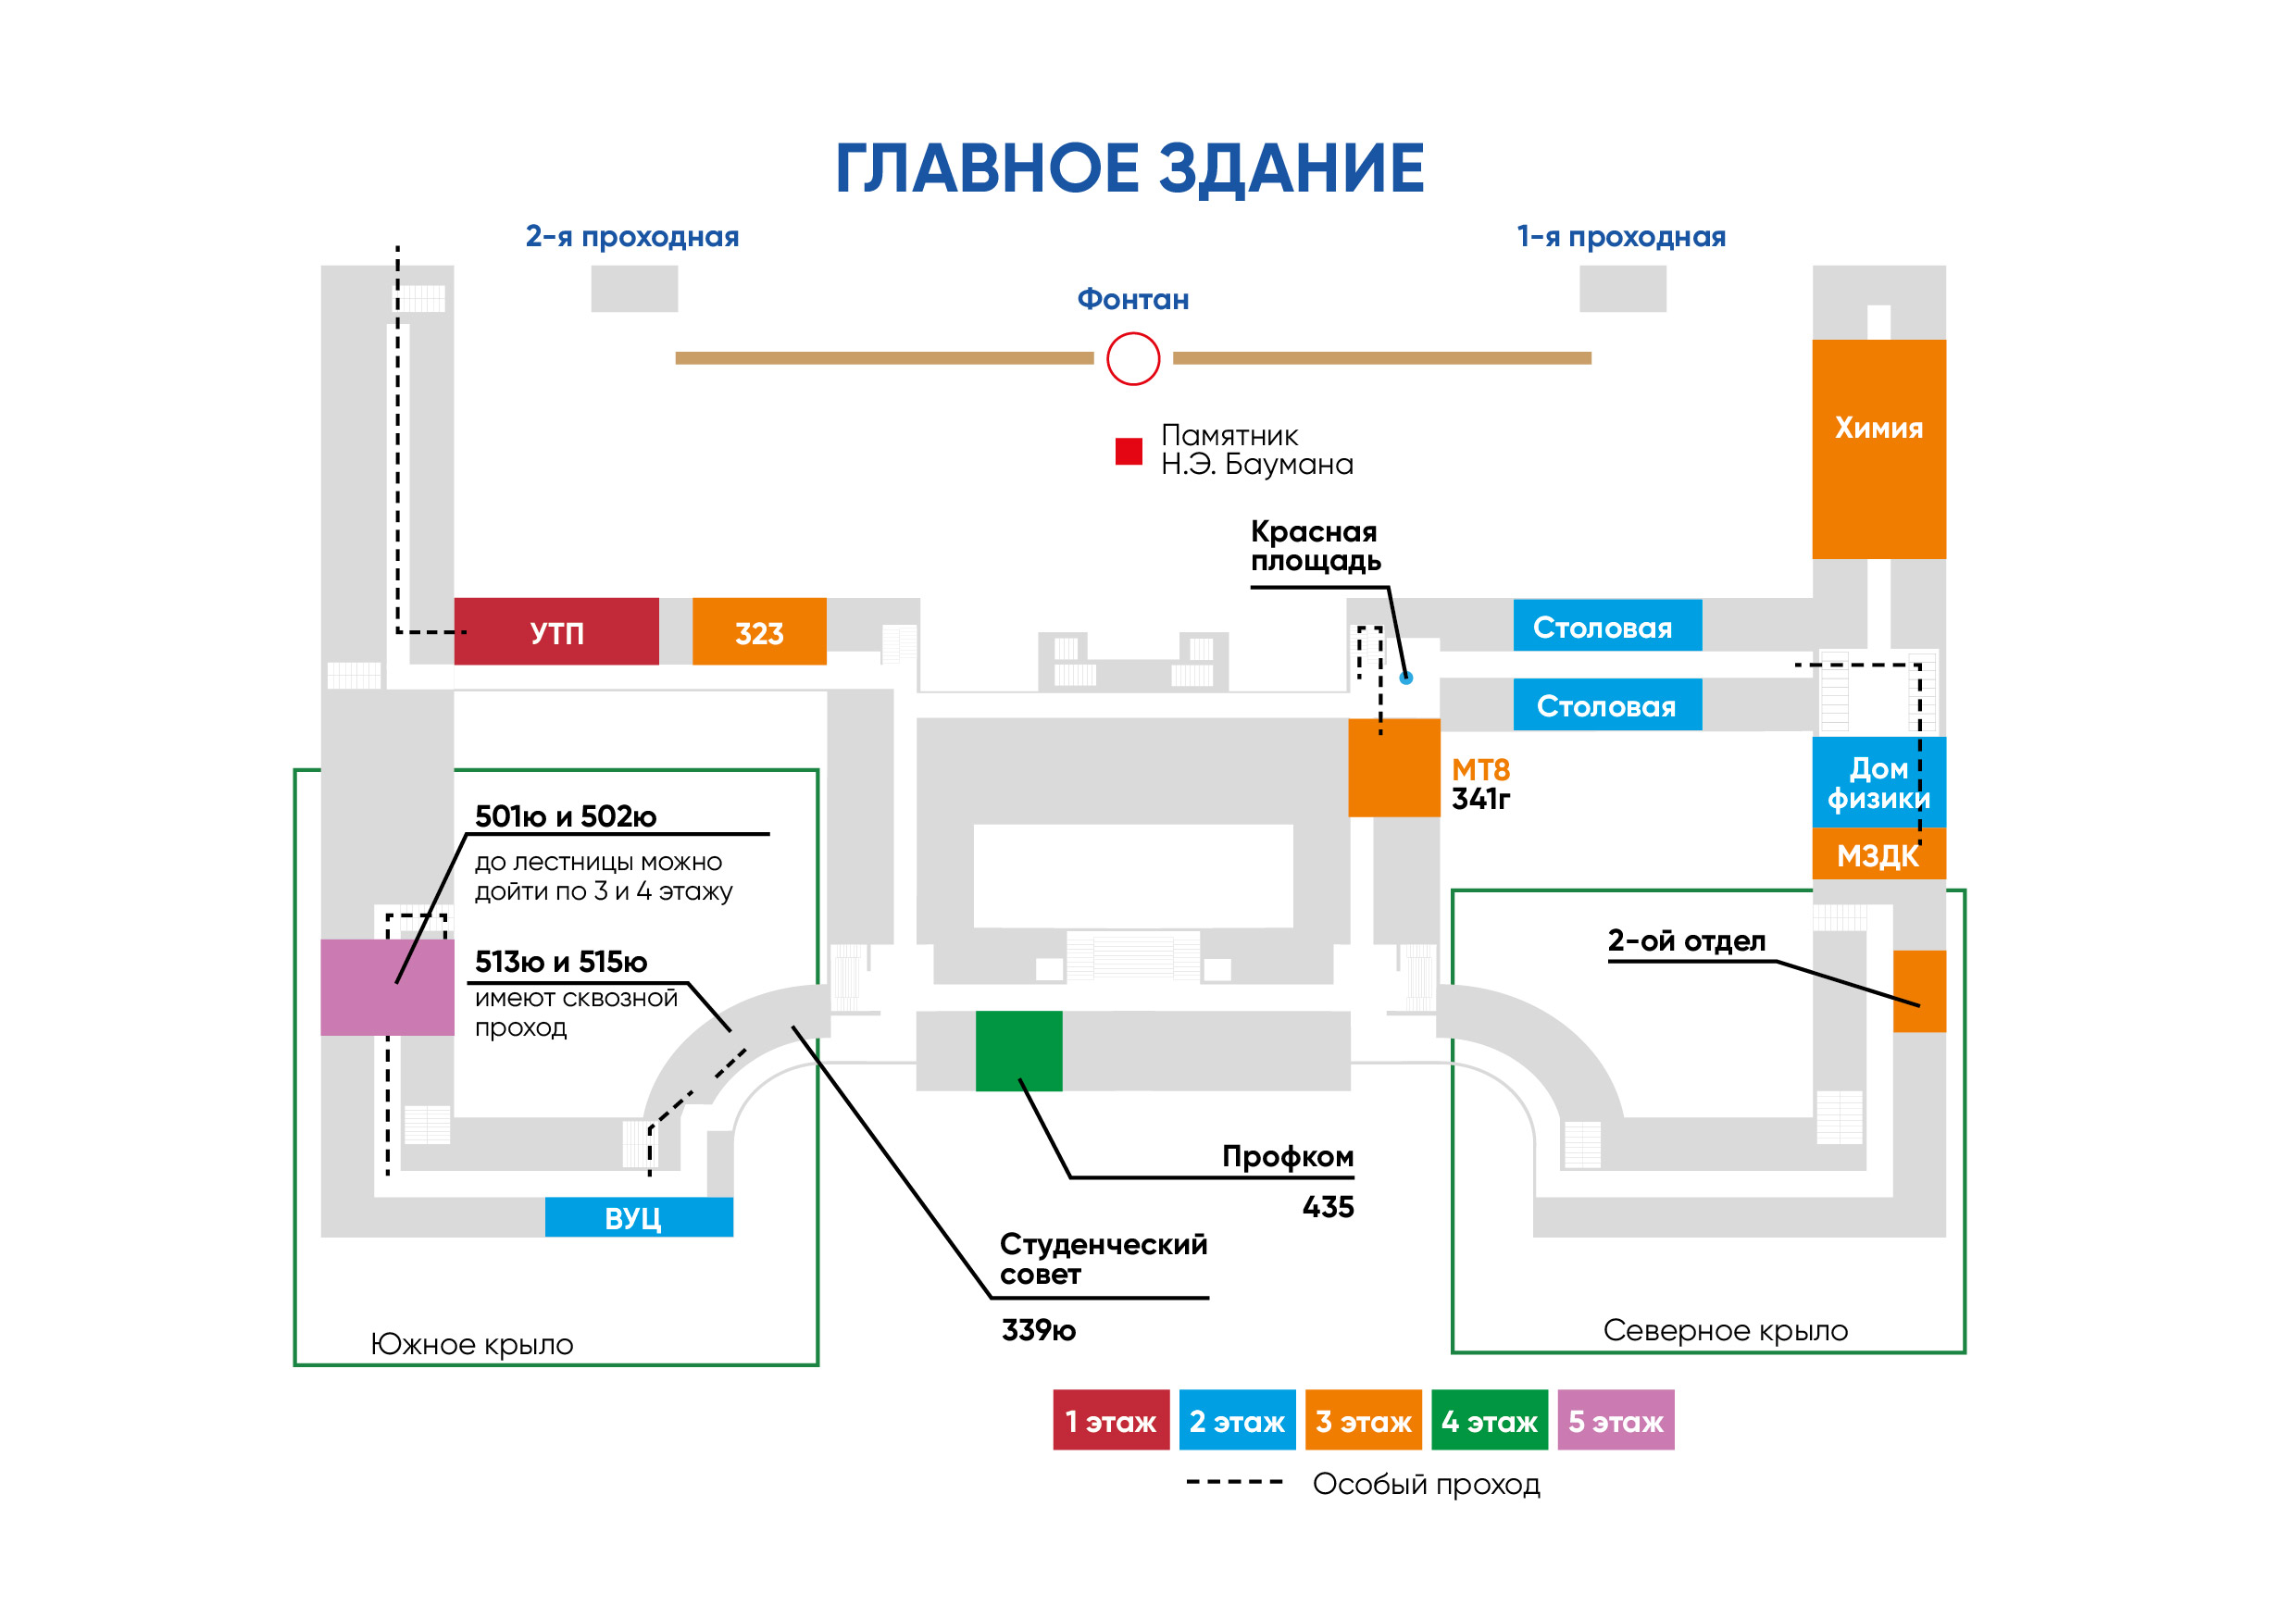 ГЛАВНОЕ ЗДАНИЕ
2-я проходная
1-я проходная
Фонтан
Памятник
Н.Э. Баумана
Химия
Красная
площадь
УТП
323
Столовая
Столовая
МТ8
341г
Дом
физики
МЗДК
501ю и 502ю
до лестницы можно
дойти по 3 и 4 этажу
513ю и 515ю
имеют сквозной
проход
2-ой отдел
Профком
435
ВУЦ
Студенческий
совет
339ю
Южное крыло
Северное крыло
1 этаж
2 этаж
3 этаж
4 этаж
5 этаж
Особый проход